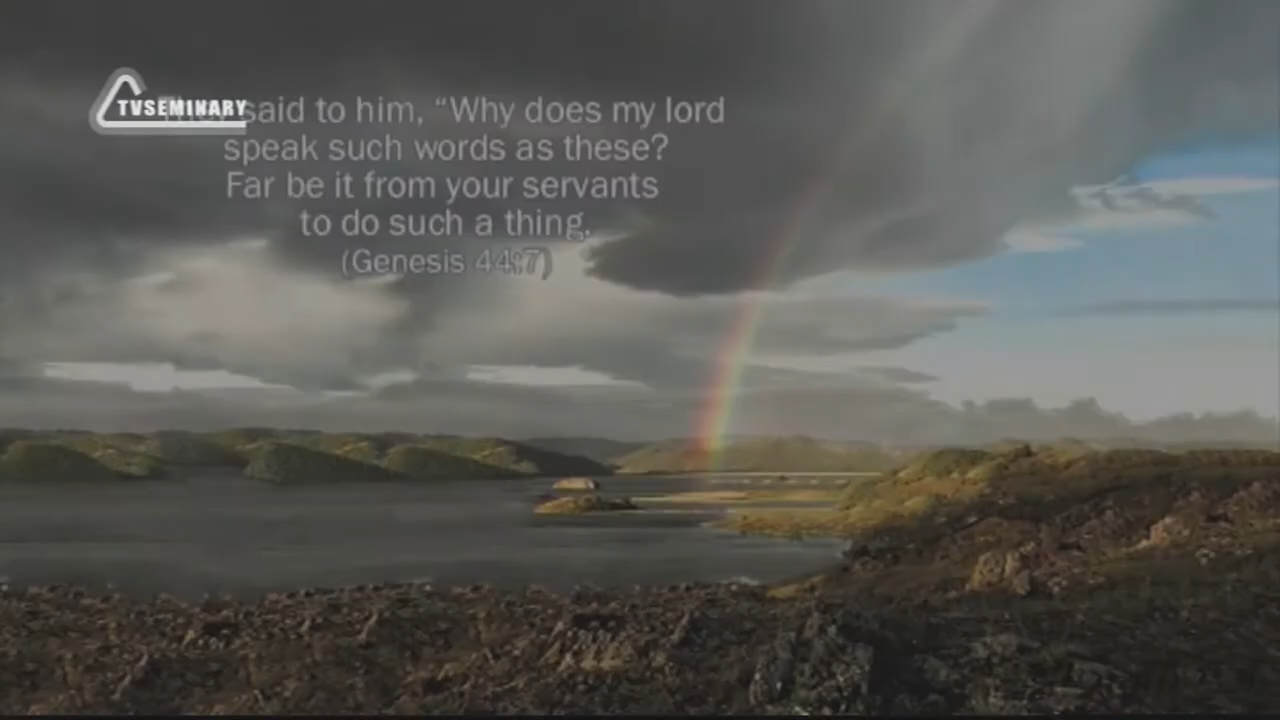 TVSEMINARY
They said to him, “Why does my lord
speak such words as these?
Far be it from your servants
to do such a thing.
(Genesis 44:7)